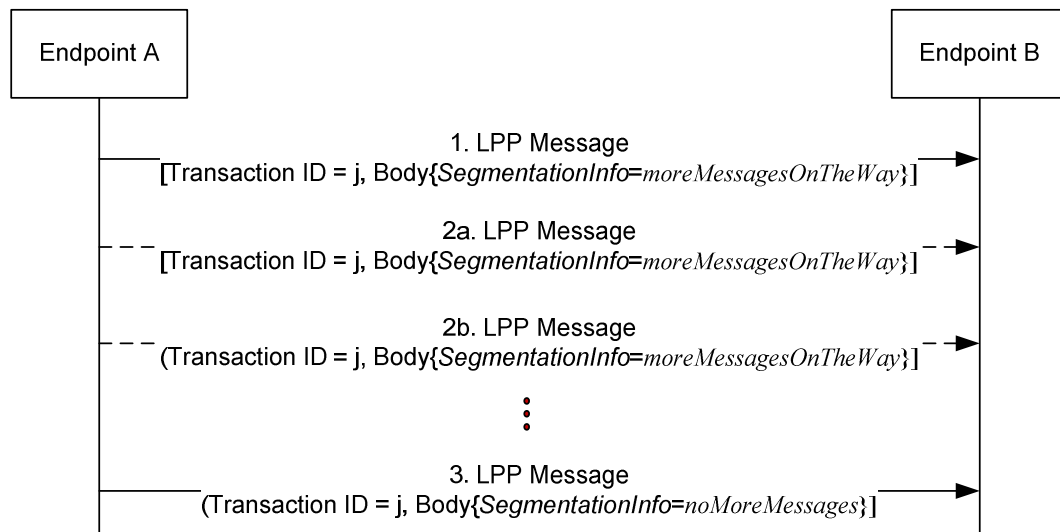 Endpoint A
Endpoint B
1. LPP Message
[Transaction ID = j, Body{SegmentationInfo=moreMessagesOnTheWay}]
2a. LPP Message
[Transaction ID = j, Body{SegmentationInfo=moreMessagesOnTheWay}]
2b. LPP Message
(Transaction ID = j, Body{SegmentationInfo=moreMessagesOnTheWay}]
3. LPP Message
(Transaction ID = j, Body{SegmentationInfo=noMoreMessages}]